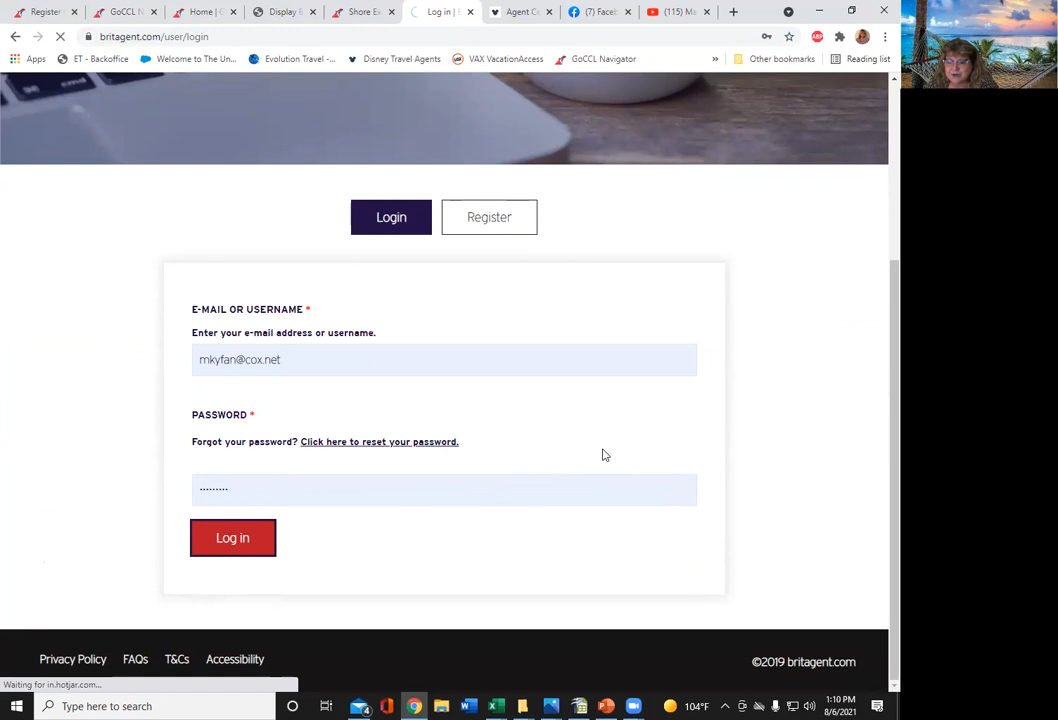 Register
GoCCL N
Home | (
Display B
Shore Ex
Log in | B
Agent Ce
(7) Faceb
(115) Ma
britagent.com/user/login
ABP
Apps
ET - Backoffice
Welcome to The Un...
Evolution Travel -...
Disney Travel Agents
VAX VacationAccess
GoCCL Navigator
»
Other bookmarks
Reading list
Login
Register
E-MAIL OR USERNAME *
Enter your e-mail address or username.
mkyfan@cox.net
PASSWORD *
Forgot your password? Click here to reset your password.
.........
Log in
Privacy Policy
FAQs
T&Cs
Accessibility
©2019 britagent.com
Waiting for in.hotjar.com...
Type here to search
4
104°F
1:10 PM
8/6/2021